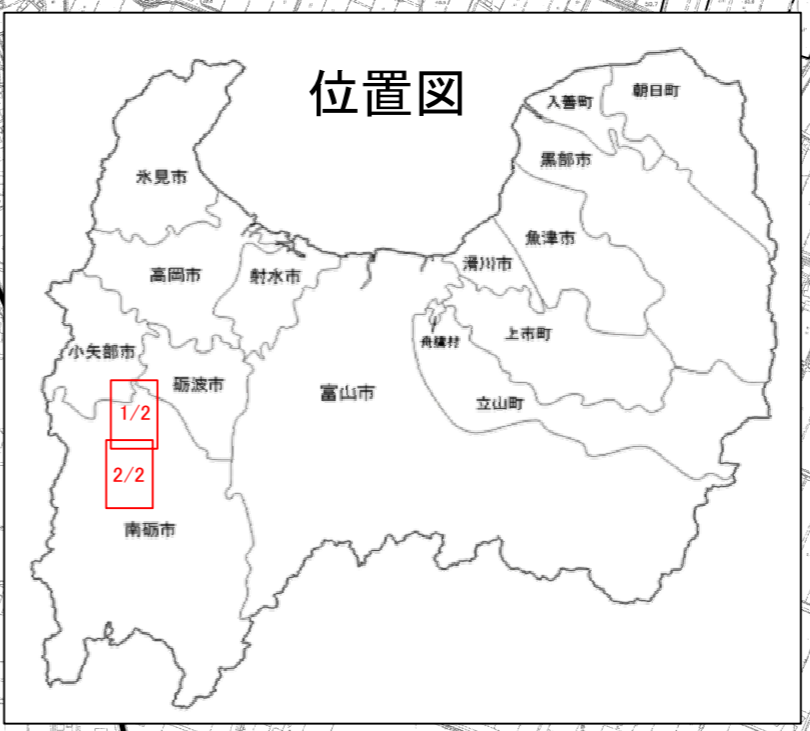 位置図
朝日町
入善町
黒部市
氷見市
魚津市
滑川市
高岡市
射水市
上市町
舟橋村
小矢部市
砺波市
富山市
立山町
1/2
2/2
南砺市